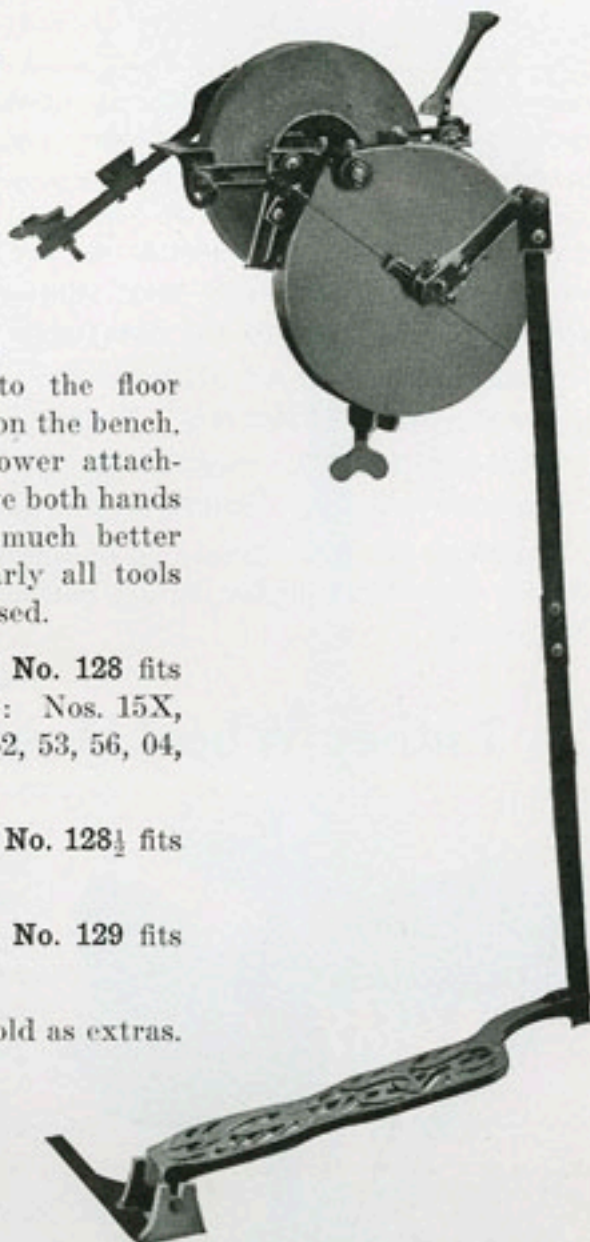 to the floor
on the bench.
ower attach-
e both hands
much better
rly all tools
sed.
No. 128 fits
: Nos. 15X,
2, 53, 56, 04,
No. 128½ fits
No. 129 fits
old as extras.